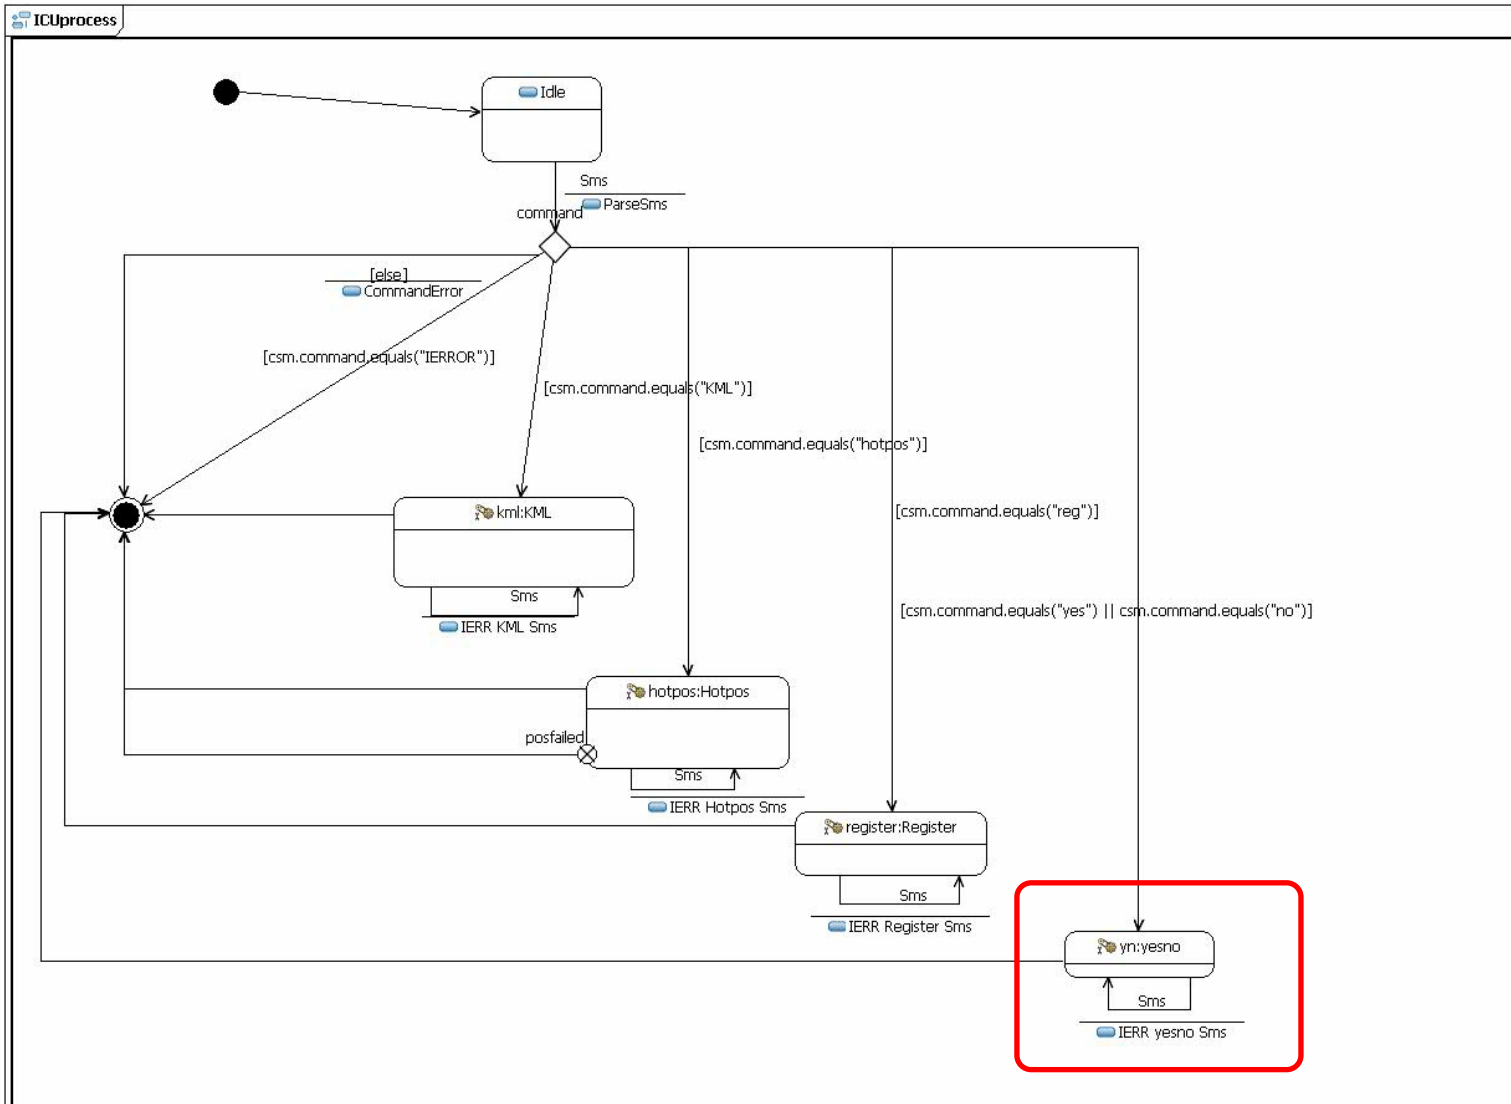 ICUprocess
Idle
Sms
ParseSms
command
[else]
CommandError
[csm.command.equals("IERROR")]
[csm.command.equals("KML")]
[csm.command.equals("hotpos")]
kml:KML
[csm.command.equals("reg")]
Sms
IERR KML Sms
[csm.command.equals("yes") || csm.command.equals("no")]
hotpos:Hotpos
posfailed
Sms
IERR Hotpos Sms
register:Register
Sms
IERR Register Sms
yn:yesno
Sms
IERR yesno Sms